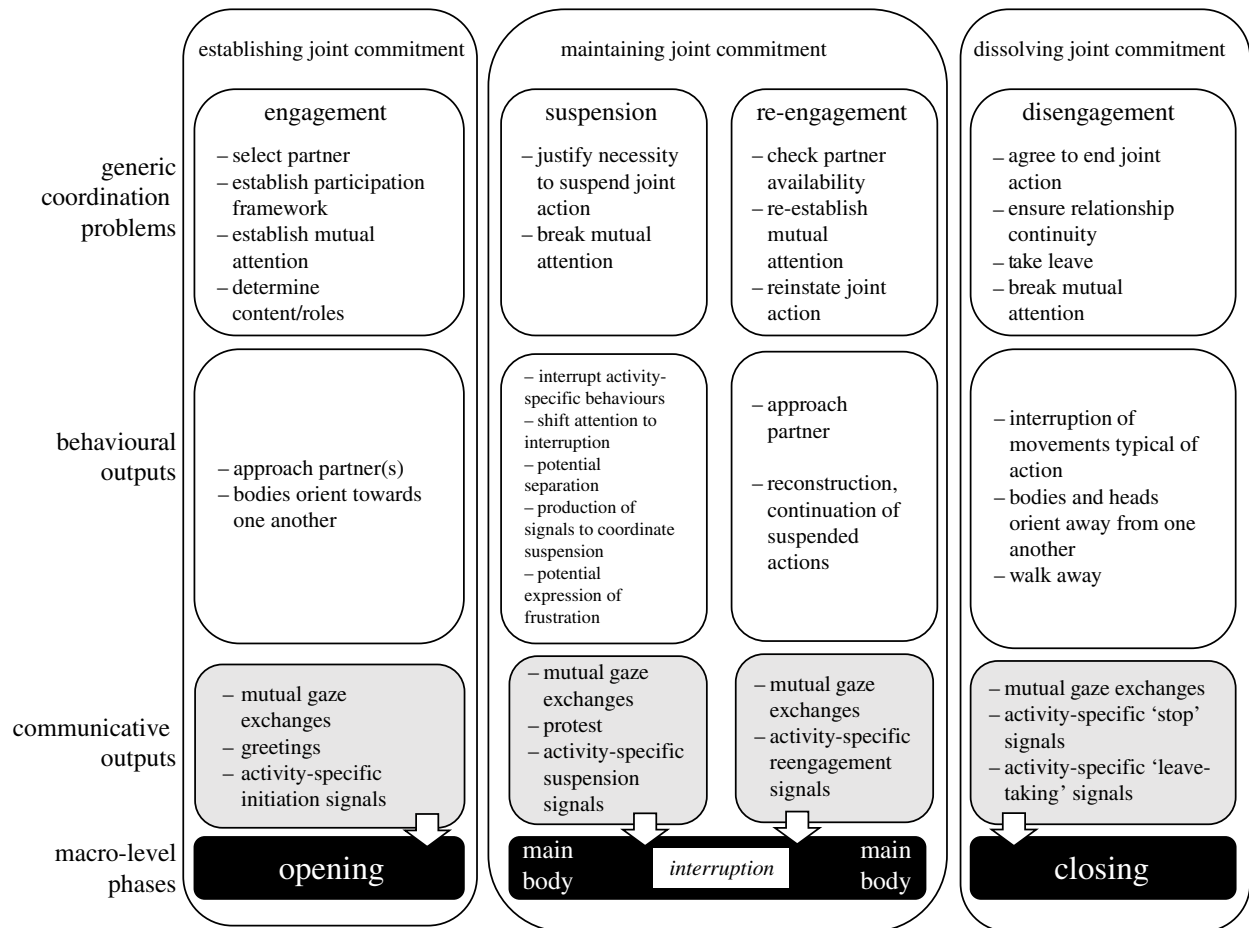 establishing joint commitment
maintaining joint commitment
dissolving joint commitment
generic
coordination
problems
engagement
– select partner
– establish participation
framework
– establish mutual
attention
– determine
content/roles
suspension
– justify necessity
to suspend joint
action
– break mutual
attention
re-engagement
– check partner
availability
– re-establish
mutual
attention
– reinstate joint
action
disengagement
– agree to end joint
action
– ensure relationship
continuity
– take leave
– break mutual
attention
behavioural
outputs
– approach partner(s)
– bodies orient towards
one another
– interrupt activity-
specific behaviours
– shift attention to
interruption
– potential
separation
– production of
signals to coordinate
suspension
– potential
expression of
frustration
– approach
partner
– reconstruction,
continuation of
suspended
actions
– interruption of
movements typical of
action
– bodies and heads
orient away from one
another
– walk away
communicative
outputs
– mutual gaze
exchanges
– greetings
– activity-specific
initiation signals
– mutual gaze
exchanges
– protest
– activity-specific
suspension
signals
– mutual gaze
exchanges
– activity-specific
reengagement
signals
– mutual gaze exchanges
– activity-specific ‘stop’
signals
– activity-specific ‘leave-
taking’ signals
macro-level
phases
opening
main
body
interruption
main
body
closing